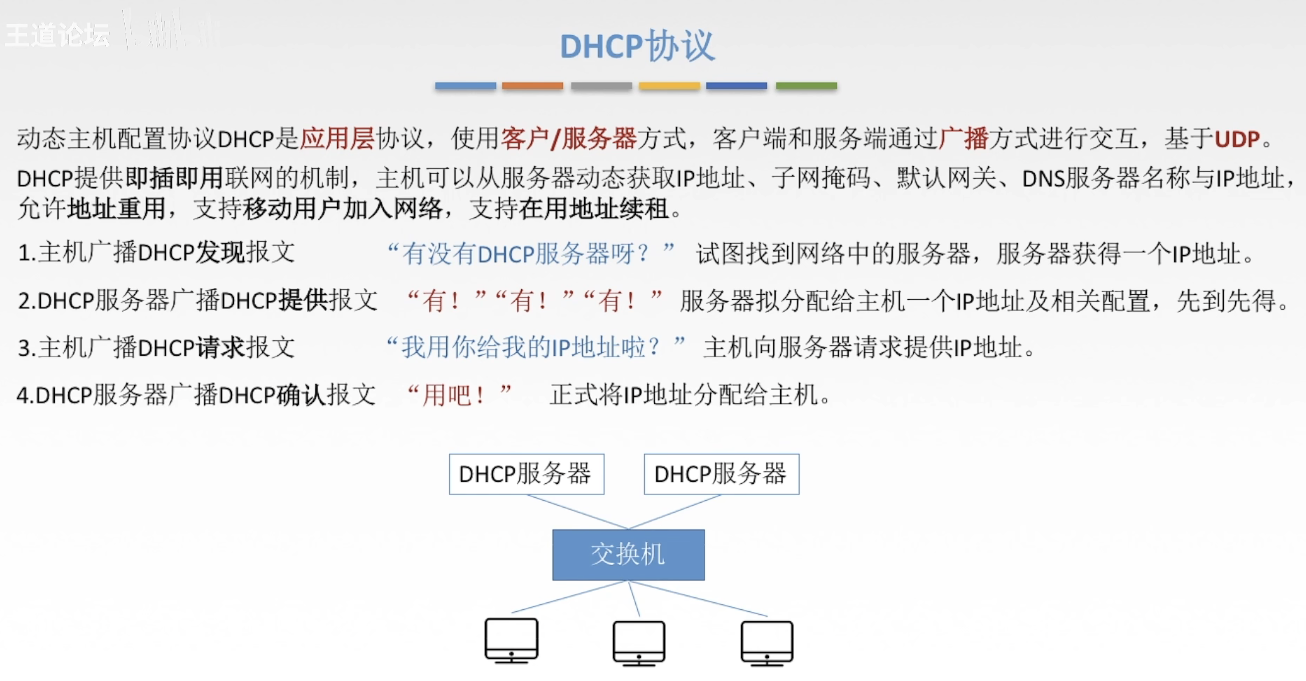 王道论坛
DHCP协议
动态主机配置协议DHCP是应用层协议，使用客户/服务器方式，客户端和服务端通过广播方式进行交互，基于UDP。
DHCP提供即插即用联网的机制，主机可以从服务器动态获取IP地址、子网掩码、默认网关、DNS服务器名称与IP地址，
允许地址重用，支持移动用户加入网络，支持在用地址续租。
1.主机广播DHCP发现报文 “有没有DHCP服务器呀？” 试图找到网络中的服务器，服务器获得一个IP地址。
2.DHCP服务器广播DHCP提供报文 “有！”“有！”“有！” 服务器拟分配给主机一个IP地址及相关配置，先到先得。
3.主机广播DHCP请求报文 “我用你给我的IP地址啦？” 主机向服务器请求提供IP地址。
4.DHCP服务器广播DHCP确认报文 “用吧！” 正式将IP地址分配给主机。
DHCP服务器 DHCP服务器
交换机